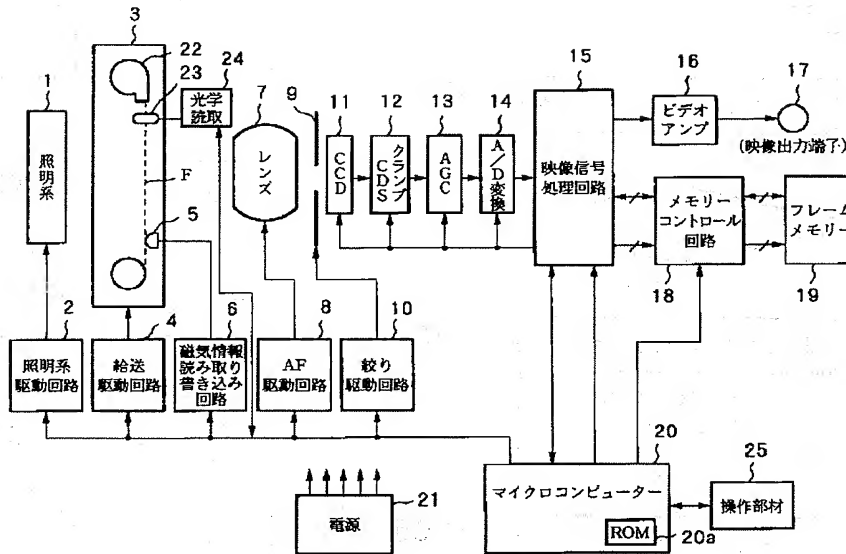 3
22
23
24
1
照明系
F
5
光学
読取
7
レンズ
9
11
CCD
12
クランプ
CDS
13
AGC
14
A/D変換
15
映像信号
処理回路
16
ビデオ
アンプ
17
(映像出力端子)
メモリー
コントロール
回路
18
フレーム
メモリー
19
2
照明系
駆動回路
4
給送
駆動回路
6
磁気情報
読み取り
書き込み
回路
8
AF
駆動回路
10
絞り
駆動回路
電源
21
20
マイクロコンピューター
ROM
20a
25
操作部材